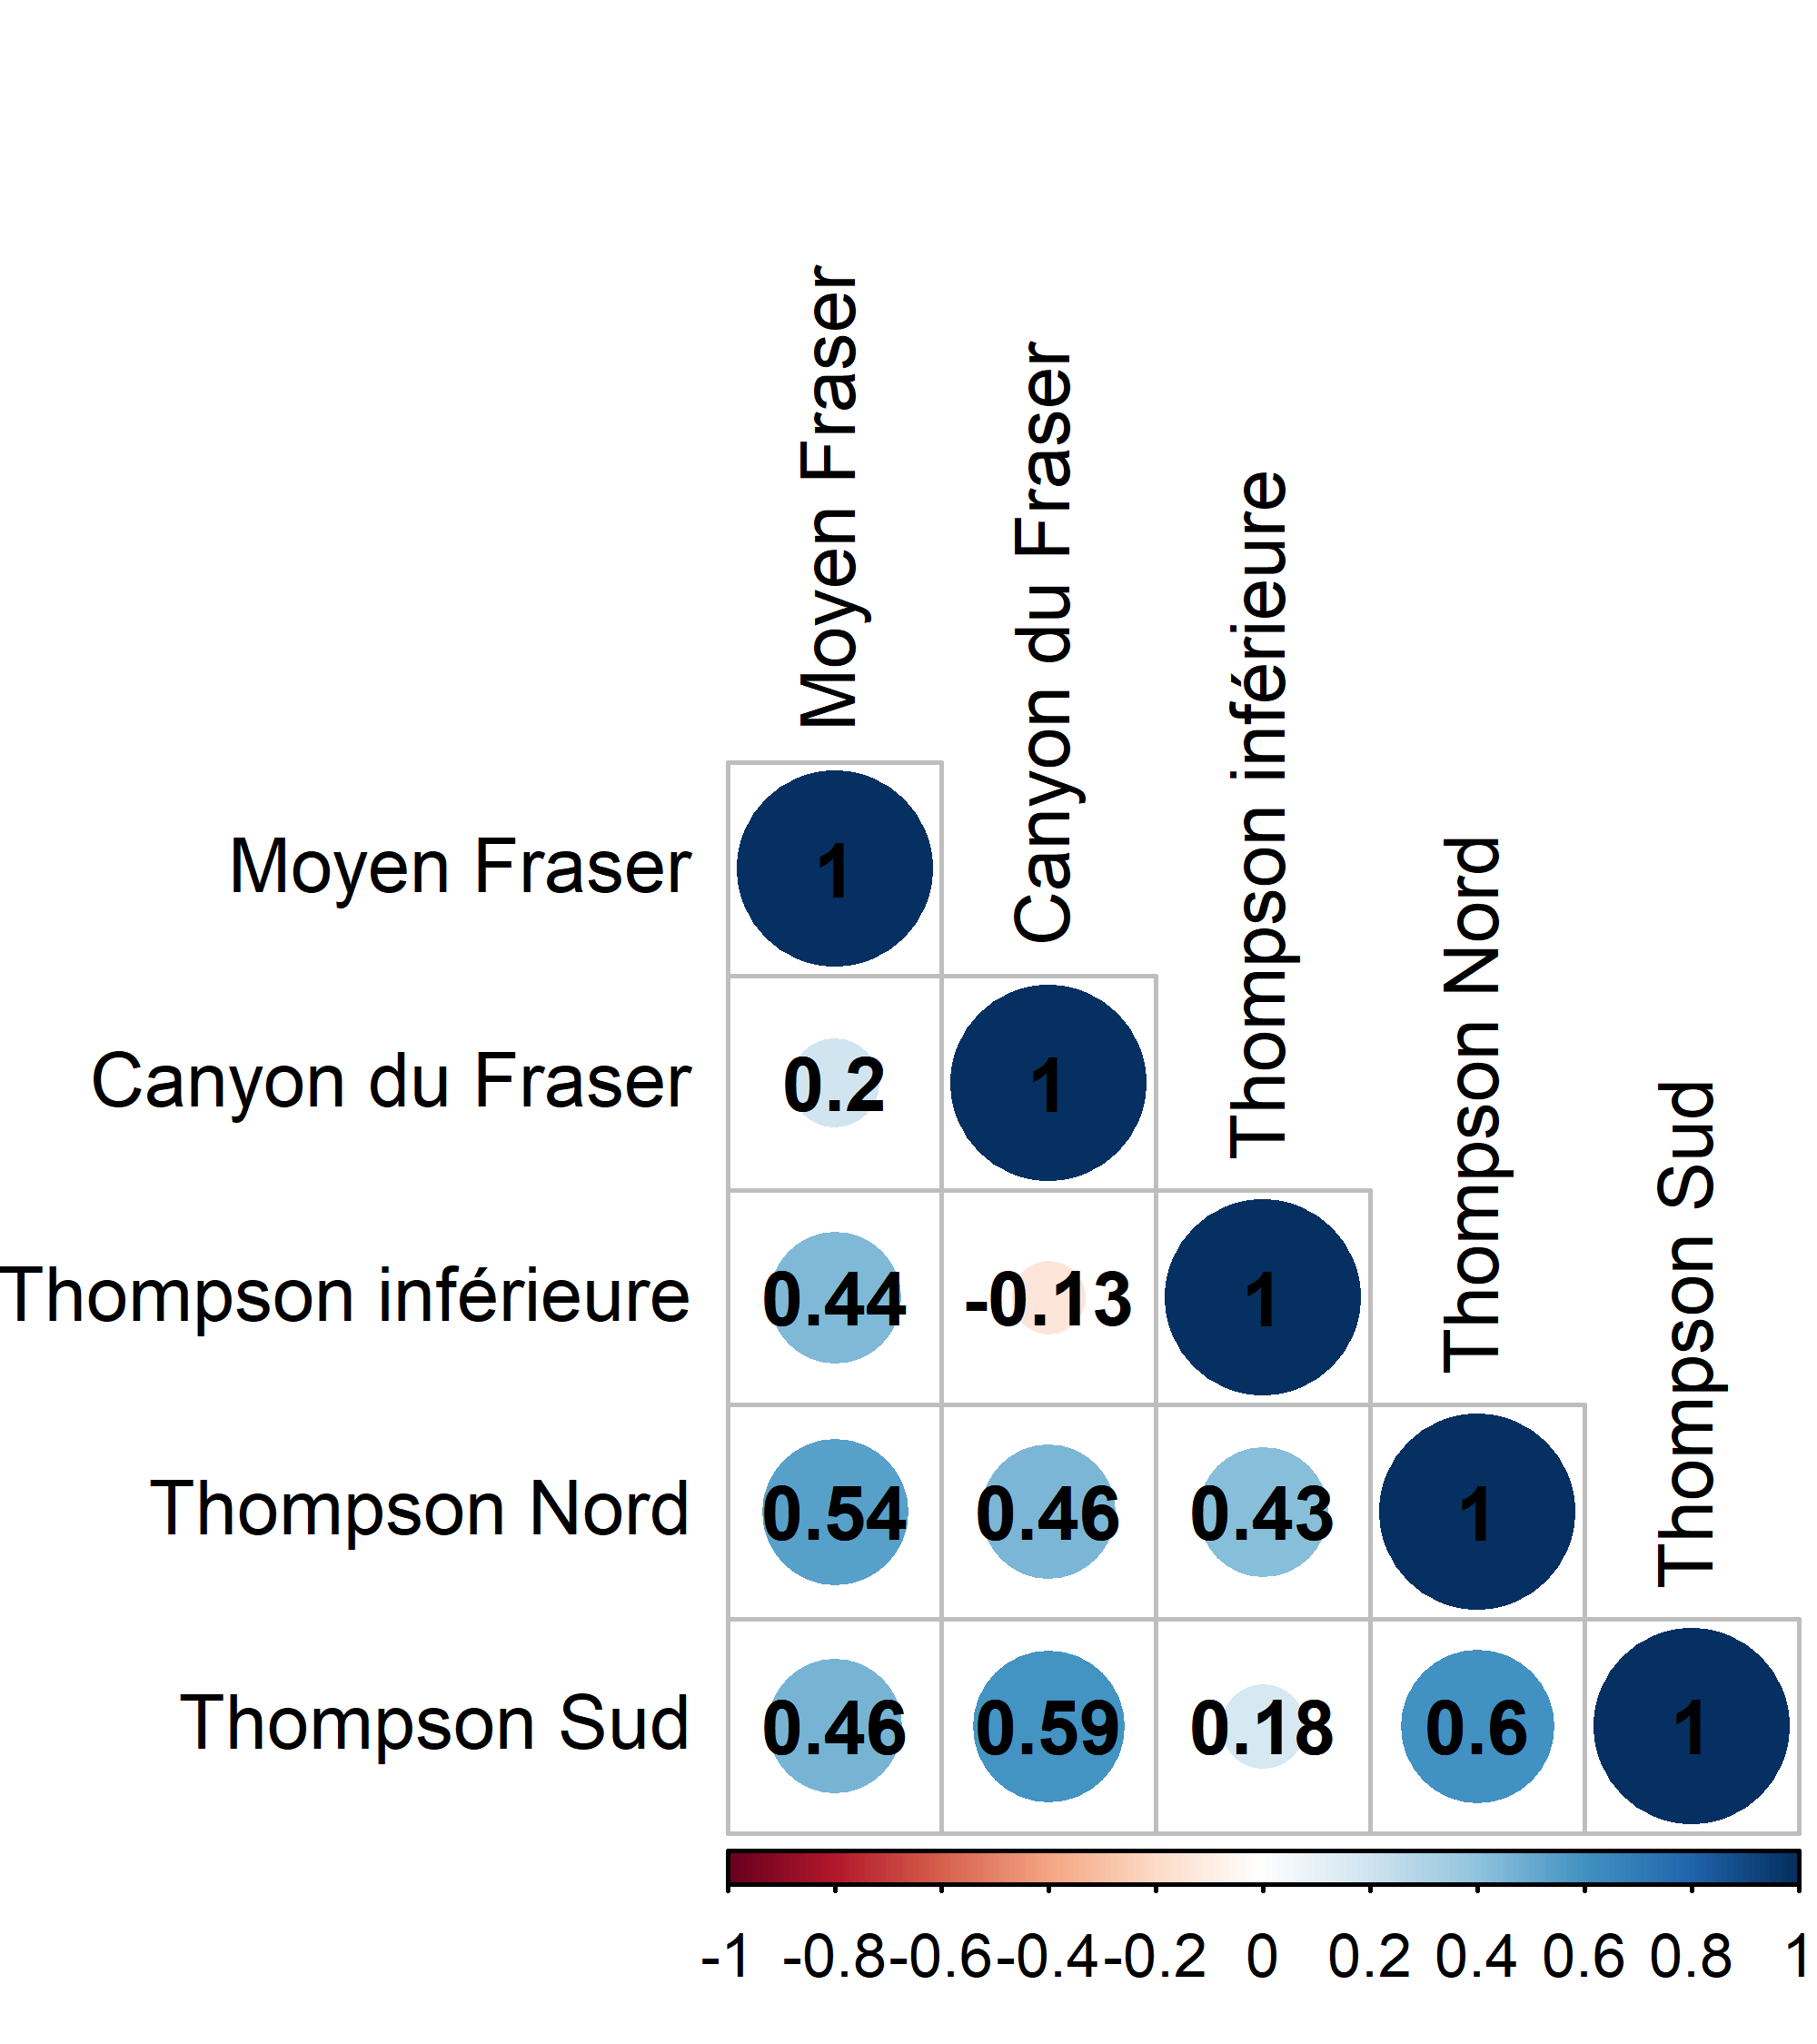 Moyen Fraser
Canyon du Fraser
Thompson inférieure
Thompson Nord
Thompson Sud
Moyen Fraser 1
Canyon du Fraser 0.2 1
Thompson inférieure 0.44 -0.13 1
Thompson Nord 0.54 0.46 0.43 1
Thompson Sud 0.46 0.59 0.18 0.6 1
-1 -0.8 -0.6 -0.4 -0.2 0 0.2 0.4 0.6 0.8 1